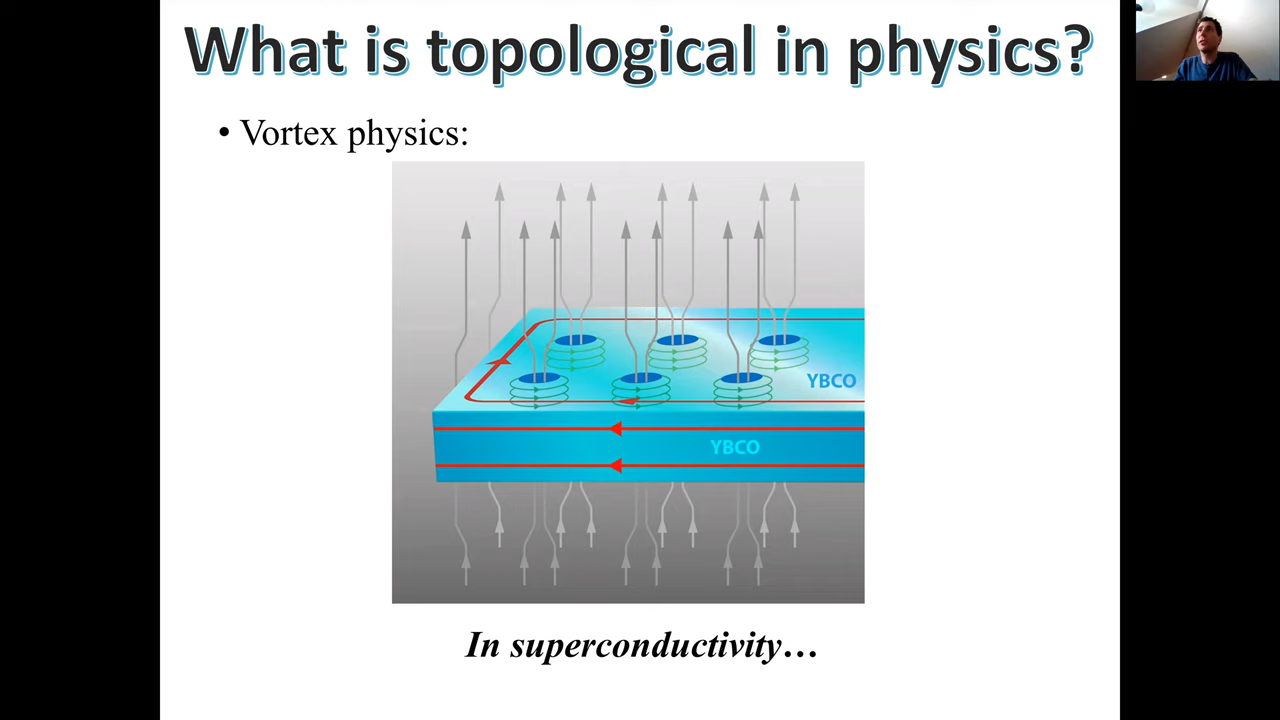 What is topological in physics?
• Vortex physics:
YBCO
YBCO
In superconductivity…